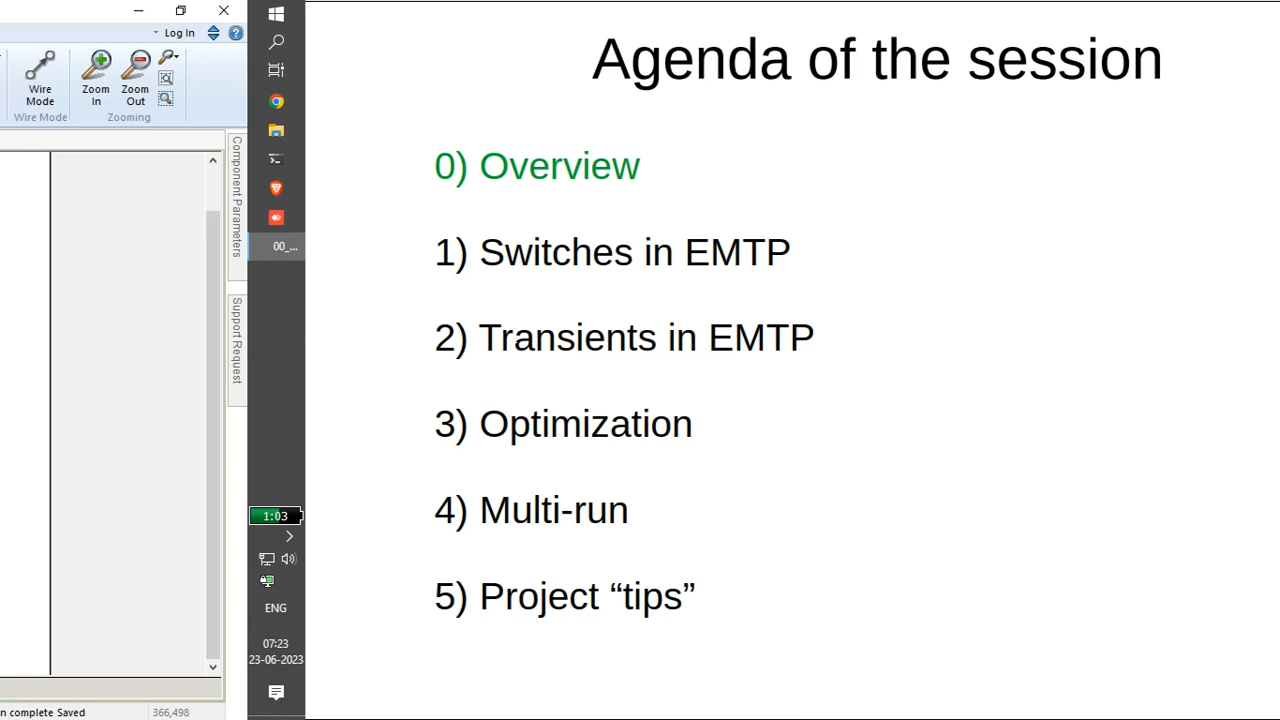 Log In
Wire Mode
Zoom In
Zoom Out
Wire Mode
Zooming
Component Parameters
Support Request
n complete Saved
366,498
00_...
1:03
ENG
07:23
23-06-2023
Agenda of the session
0) Overview
1) Switches in EMTP
2) Transients in EMTP
3) Optimization
4) Multi-run
5) Project “tips”